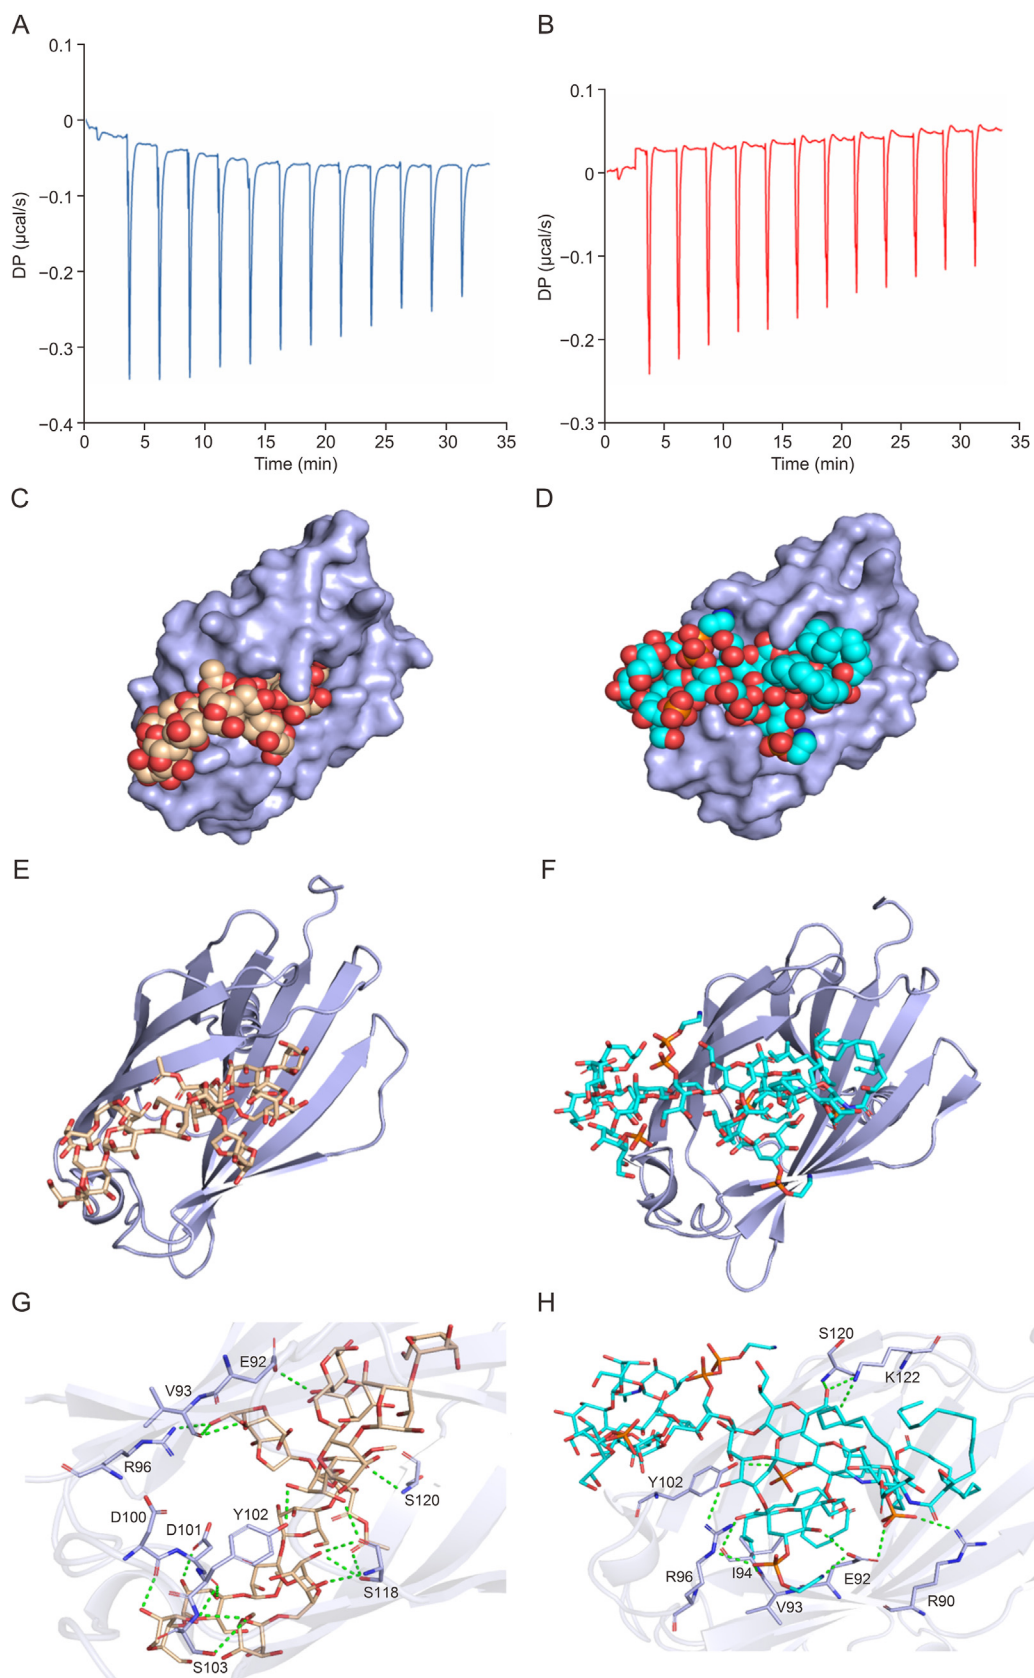 A
B
0.1
0
−0.1
−0.2
−0.3
−0.4
DP (µcal/s)
0 5 10 15 20 25 30 35
Time (min)
0.1
0
−0.1
−0.2
−0.3
DP (µcal/s)
0 5 10 15 20 25 30 35
Time (min)
C
D
E
F
G
H
E92
V93
R96
D100
D101
Y102
S120
S118
S103
S120
K122
Y102
R96
I94
V93
E92
R90